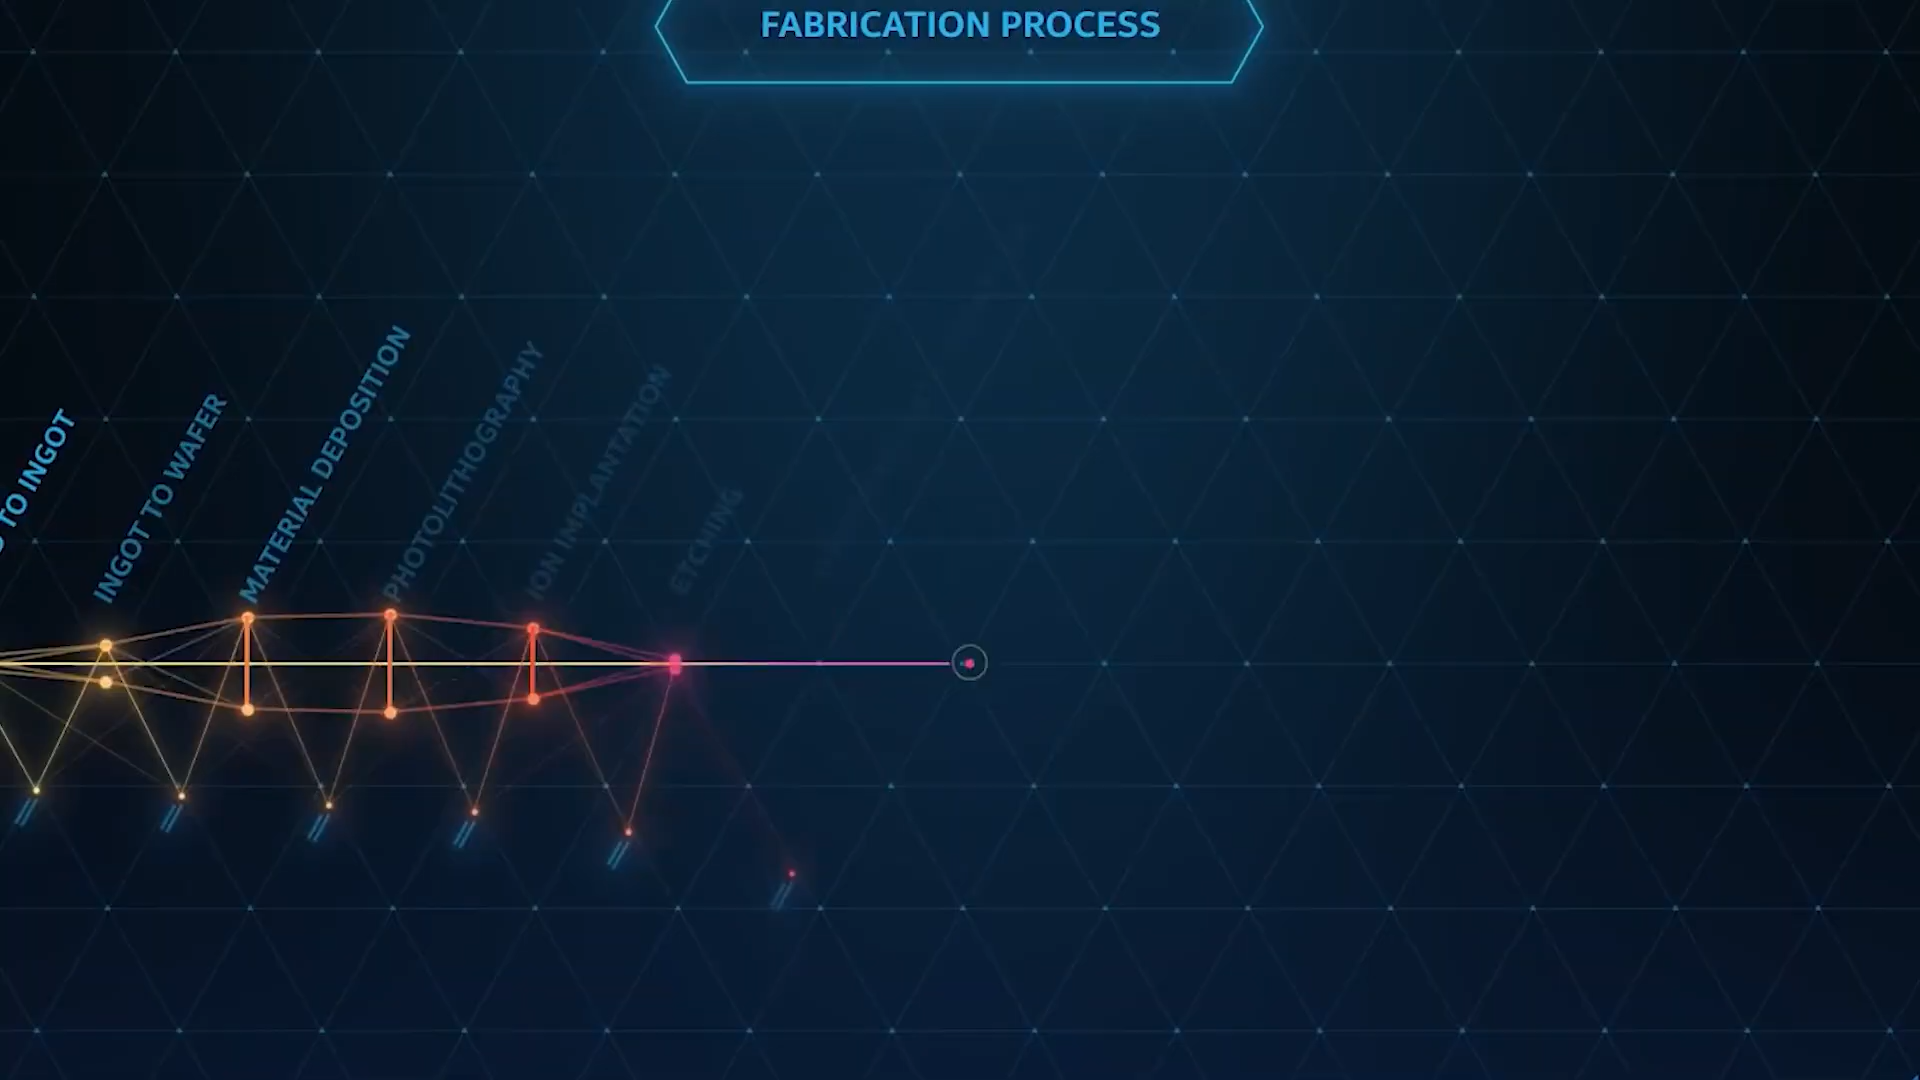 FABRICATION PROCESS
TO INGOT
INGOT TO WAFER
MATERIAL DEPOSITION
PHOTOLITHOGRAPHY
ION IMPLANTATION
ETCHING